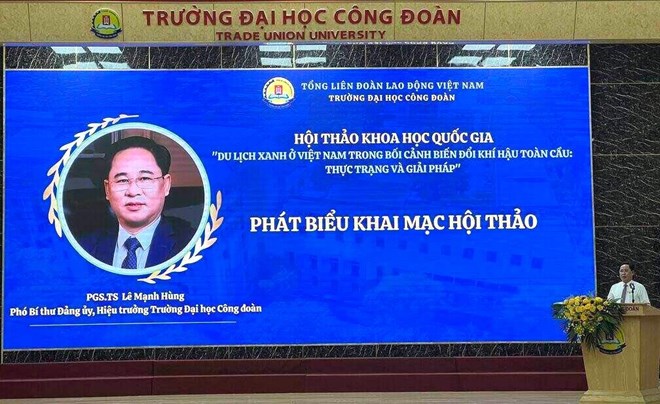 TRƯỜNG ĐẠI HỌC CÔNG ĐOÀN
TRADE UNION UNIVERSITY
TỔNG LIÊN ĐOÀN LAO ĐỘNG VIỆT NAM
TRƯỜNG ĐẠI HỌC CÔNG ĐOÀN
HỘI THẢO KHOA HỌC QUỐC GIA
"DU LỊCH XANH Ở VIỆT NAM TRONG BỐI CẢNH BIẾN ĐỔI KHÍ HẬU TOÀN CẦU:
THỰC TRẠNG VÀ GIẢI PHÁP"
PHÁT BIỂU KHAI MẠC HỘI THẢO
PGS.TS Lê Mạnh Hùng
Phó Bí thư Đảng ủy, Hiệu trưởng Trường Đại học Công đoàn